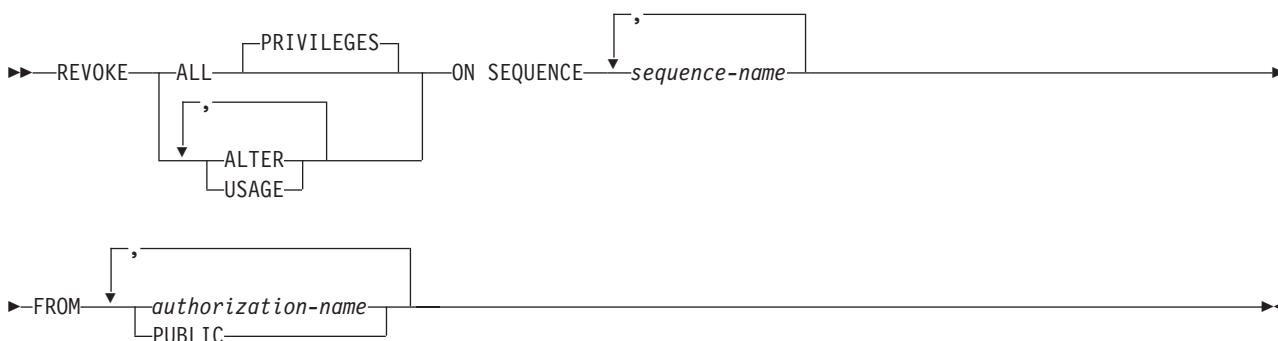 ,
PRIVILEGES
REVOKE ALL ON SEQUENCE sequence-name
,
ALTER
USAGE
,
FROM authorization-name
PUBLIC